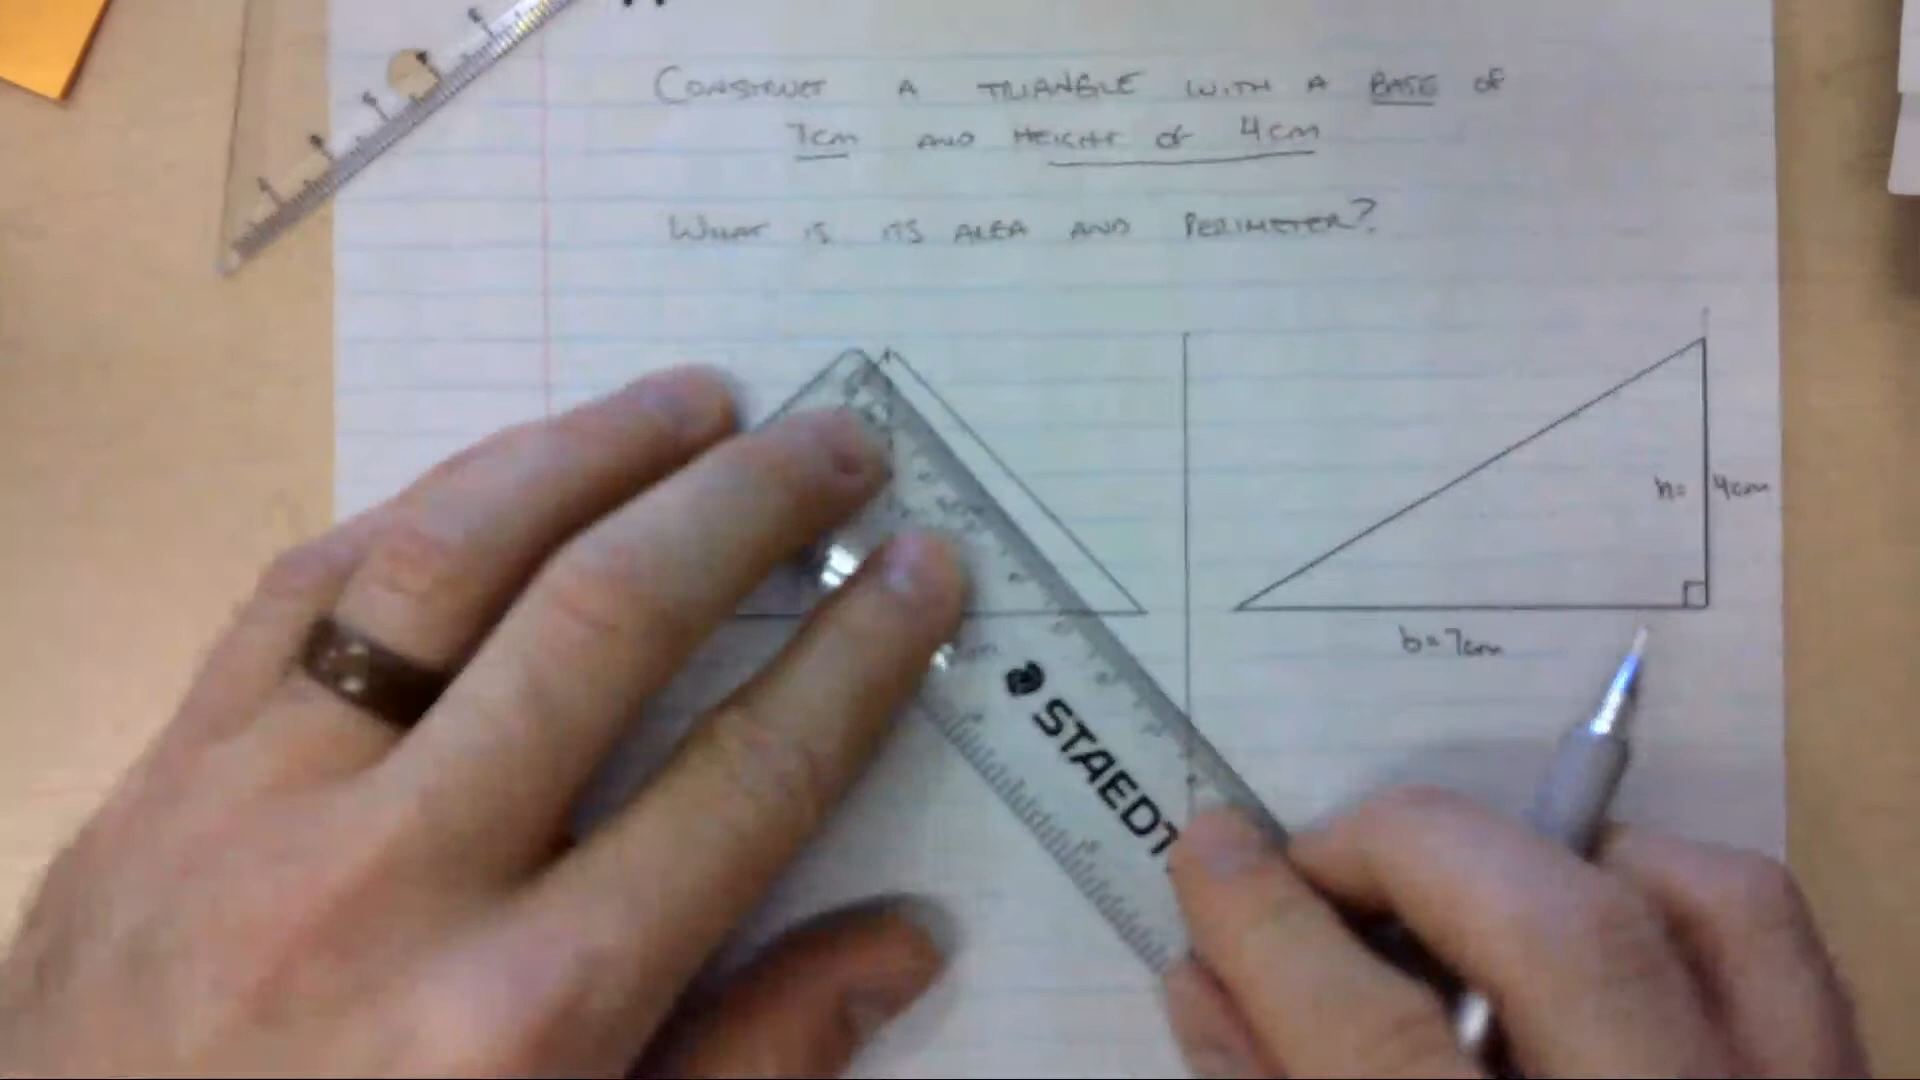 CONSTRUCT A TRIANGLE WITH A BASE OF
7cm AND HEIGHT OF 4cm
WHAT IS ITS AREA AND PERIMETER?
h= 4cm
b=7cm
STAEDT